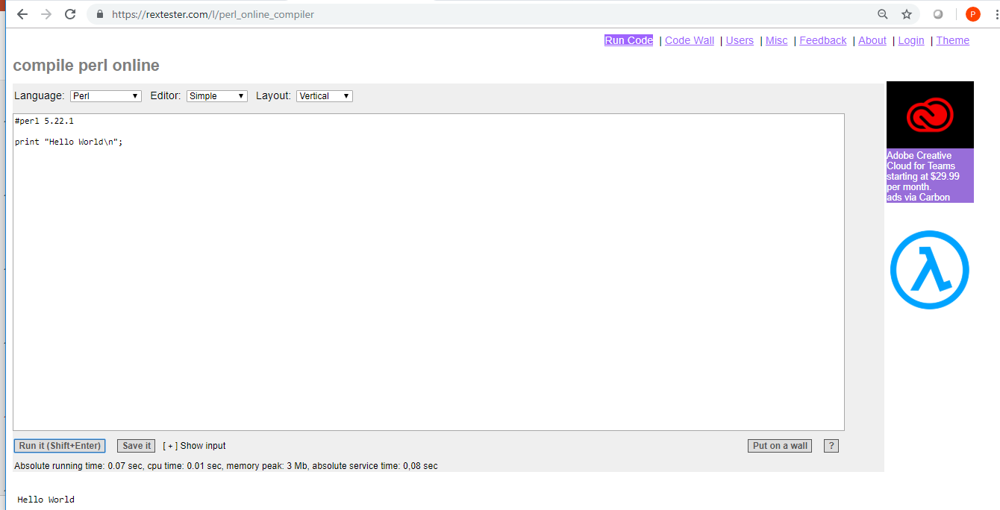 https://rextester.com/l/perl_online_compiler
P
Run Code | Code Wall | Users | Misc | Feedback | About | Login | Theme
compile perl online
Language: Perl Editor: Simple Layout: Vertical
#perl 5.22.1
print "Hello World\n";
Adobe Creative
Cloud for Teams
starting at $29.99
per month.
ads via Carbon
Run it (Shift+Enter) Save it [ + ] Show input Put on a wall ?
Absolute running time: 0.07 sec, cpu time: 0.01 sec, memory peak: 3 Mb, absolute service time: 0,08 sec
Hello World